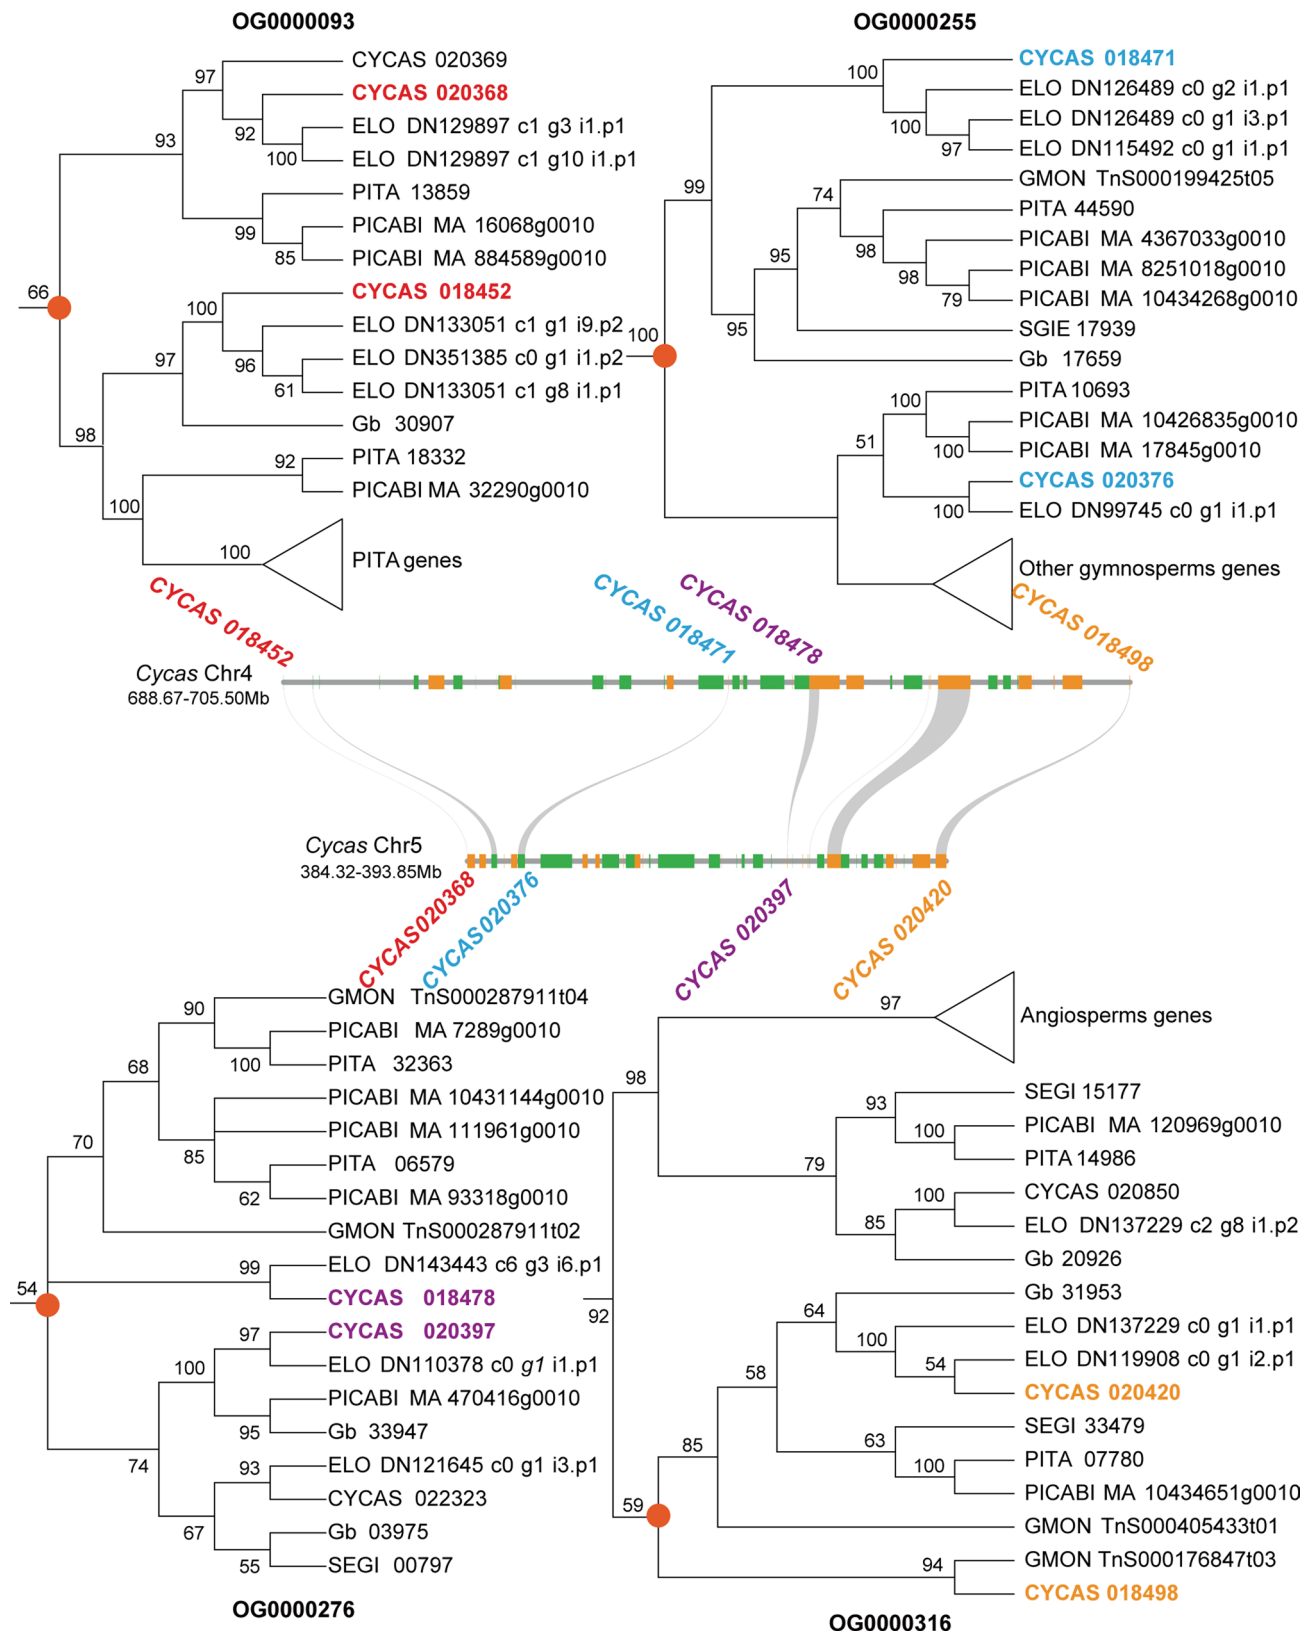 OG0000093
97
CYCAS 020369
CYCAS 020368
92
ELO DN129897 c1 g3 i1.p1
100
ELO DN129897 c1 g10 i1.p1
93
PITA 13859
99
PICABI MA 16068g0010
85
PICABI MA 884589g0010
66
CYCAS 018452
100
ELO DN133051 c1 g1 i9.p2
96
ELO DN351385 c0 g1 i1.p2
61
ELO DN133051 c1 g8 i1.p1
97
Gb 30907
98
92
PITA 18332
PICABI MA 32290g0010
100
100
PITA genes
OG0000255
CYCAS 018471
100
ELO DN126489 c0 g2 i1.p1
100
ELO DN126489 c0 g1 i3.p1
97
ELO DN115492 c0 g1 i1.p1
99
74
GMON TnS000199425t05
PITA 44590
98
PICABI MA 4367033g0010
98
PICABI MA 8251018g0010
79
PICABI MA 10434268g0010
95
SGIE 17939
95
Gb 17659
100
100
PITA 10693
PICABI MA 10426835g0010
100
PICABI MA 17845g0010
51
CYCAS 020376
100
ELO DN99745 c0 g1 i1.p1
Other gymnosperms genes
CYCAS 018452
CYCAS 018471
CYCAS 018478
CYCAS 018498
Cycas Chr4
688.67-705.50Mb
Cycas Chr5
384.32-393.85Mb
CYCAS020368
CYCAS020376
CYCAS 020397
CYCAS 020420
90
GMON TnS000287911t04
PICABI MA 7289g0010
100
PITA 32363
68
PICABI MA 10431144g0010
PICABI MA 111961g0010
85
PITA 06579
62
PICABI MA 93318g0010
70
GMON TnS000287911t02
54
99
ELO DN143443 c6 g3 i6.p1
CYCAS 018478
97
CYCAS 020397
ELO DN110378 c0 g1 i1.p1
100
PICABI MA 470416g0010
95
Gb 33947
74
93
ELO DN121645 c0 g1 i3.p1
CYCAS 022323
67
Gb 03975
55
SEGI 00797
OG0000276
97
Angiosperms genes
98
93
SEGI 15177
PICABI MA 120969g0010
100
PITA 14986
79
100
CYCAS 020850
ELO DN137229 c2 g8 i1.p2
85
Gb 20926
92
64
Gb 31953
ELO DN137229 c0 g1 i1.p1
100
ELO DN119908 c0 g1 i2.p1
54
CYCAS 020420
58
SEGI 33479
63
PITA 07780
100
PICABI MA 10434651g0010
85
GMON TnS000405433t01
59
94
GMON TnS000176847t03
CYCAS 018498
OG0000316